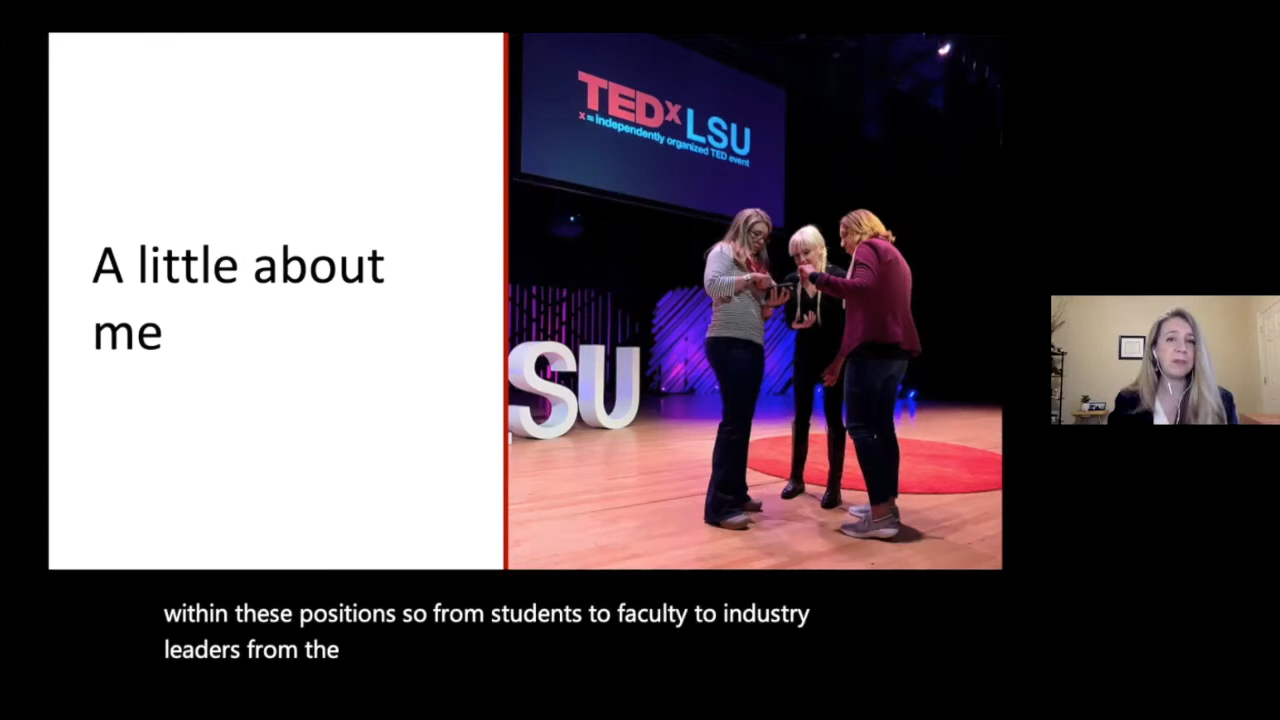 A little about
me
TEDx LSU
x = independently organized TED event
SU
within these positions so from students to faculty to industry
leaders from the